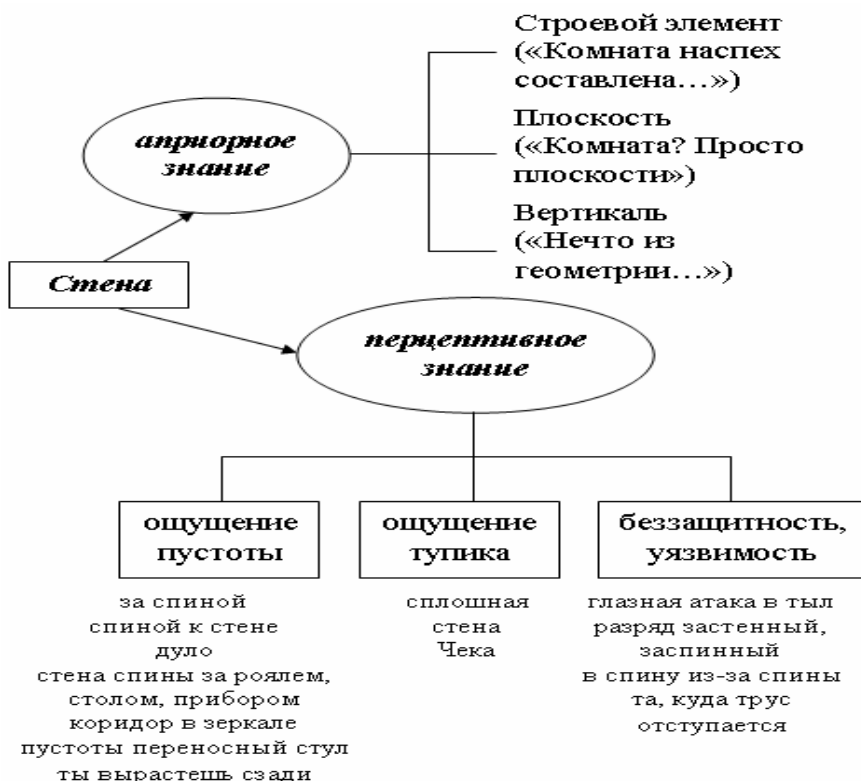 Строевой элемент
(«Комната наспех
составлена…»)
априорное
знание
Плоскость
(«Комната? Просто
плоскости»)
Вертикаль
(«Нечто из
геометрии…»)
Стена
перцептивное
знание
ощущение
пустоты
за спиной
спиной к стене
дуло
стена спины за роялем,
столом, прибором
коридор в зеркале
пустоты переносный стул
ты вырастешь сзади
ощущение
тупика
сплошная
стена
Чека
беззащитность,
уязвимость
глазная атака в тыл
разряд застенный,
заспинный
в спину из-за спины
та, куда трус
отступается